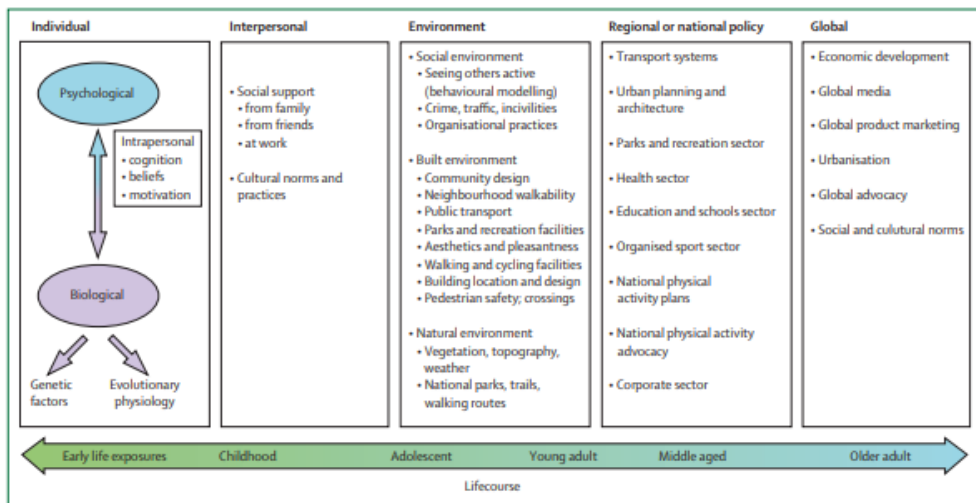 Individual
Psychological
Intrapersonal
• cognition
• beliefs
• motivation
Biological
Genetic
factors
Evolutionary
physiology
Interpersonal
• Social support
• from family
• from friends
• at work
• Cultural norms and
practices
Environment
• Social environment
• Seeing others active
(behavioural modelling)
• Crime, traffic, incivilities
• Organisational practices
• Built environment
• Community design
• Neighbourhood walkability
• Public transport
• Parks and recreation facilities
• Aesthetics and pleasantness
• Walking and cycling facilities
• Building location and design
• Pedestrian safety; crossings
• Natural environment
• Vegetation, topography,
weather
• National parks, trails,
walking routes
Regional or national policy
• Transport systems
• Urban planning and
architecture
• Parks and recreation sector
• Health sector
• Education and schools sector
• Organised sport sector
• National physical
activity plans
• National physical activity
advocacy
• Corporate sector
Global
• Economic development
• Global media
• Global product marketing
• Urbanisation
• Global advocacy
• Social and culutural norms
Early life exposures
Childhood
Adolescent
Young adult
Middle aged
Older adult
Lifecourse